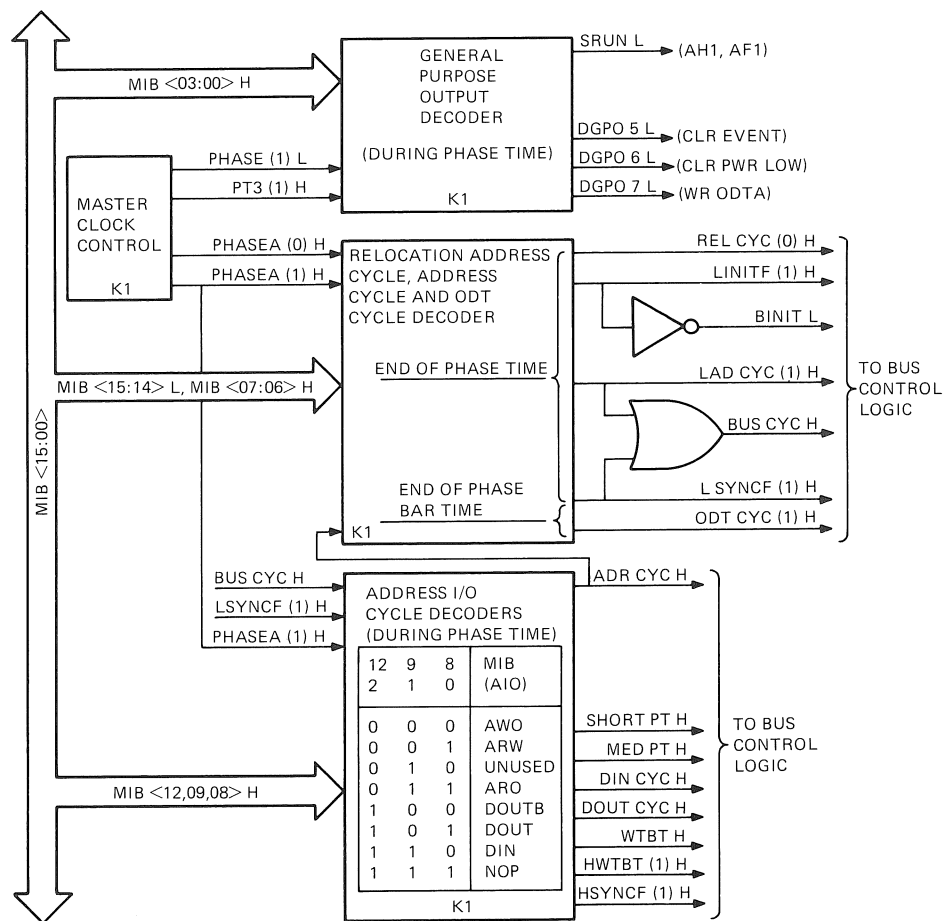 MIB <15:00>
MIB <03:00> H
GENERAL
PURPOSE
OUTPUT
DECODER
(DURING PHASE TIME)
K1
SRUN L
(AH1, AF1)
DGPO 5 L
(CLR EVENT)
DGPO 6 L
(CLR PWR LOW)
DGPO 7 L
(WR ODTA)
MASTER
CLOCK
CONTROL
K1
PHASE (1) L
PT3 (1) H
PHASEA (0) H
PHASEA (1) H
RELOCATION ADDRESS
CYCLE, ADDRESS
CYCLE AND ODT
CYCLE DECODER
END OF PHASE TIME
END OF PHASE
BAR TIME
K1
MIB <15:14> L, MIB <07:06> H
REL CYC (0) H
LINITF (1) H
BINIT L
LAD CYC (1) H
BUS CYC H
L SYNCF (1) H
ODT CYC (1) H
TO BUS
CONTROL
LOGIC
BUS CYC H
LSYNCF (1) H
PHASEA (1) H
ADDRESS I/O
CYCLE DECODERS
(DURING PHASE TIME)
12 9 8 MIB
2 1 0 (AIO)
0 0 0 AWO
0 0 1 ARW
0 1 0 UNUSED
0 1 1 ARO
1 0 0 DOUTB
1 0 1 DOUT
1 1 0 DIN
1 1 1 NOP
K1
MIB <12,09,08> H
ADR CYC H
SHORT PT H
MED PT H
DIN CYC H
DOUT CYC H
WTBT H
HWTBT (1) H
HSYNCF (1) H
TO BUS
CONTROL
LOGIC